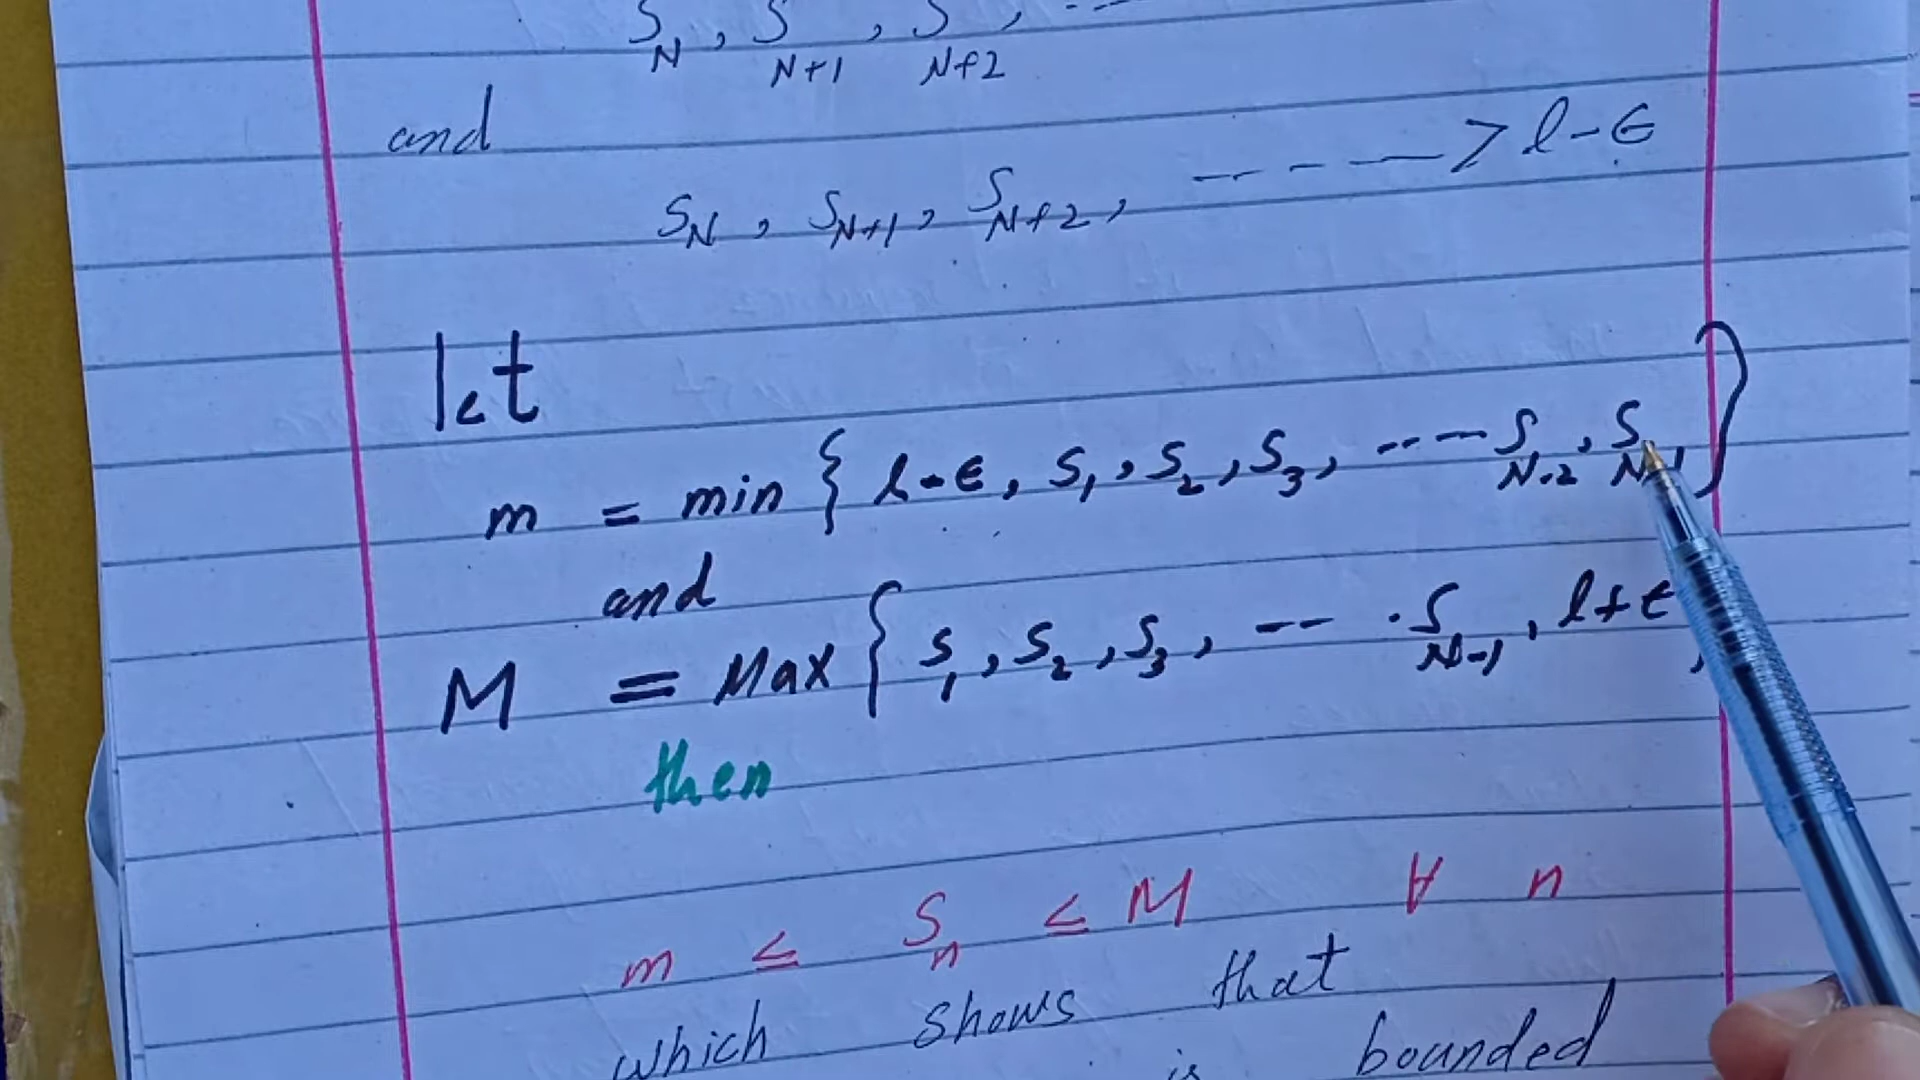 S_N, S_{N+1}, S_{N+2}, ---
and
S_N, S_{N+1}, S_{N+2}, ---- > l-ϵ
let
m = min { l-ϵ, S_1, S_2, S_3, ---- S_{N-2}, S_{N-1} }
and
M = Max { S_1, S_2, S_3, --- . S_{N-1}, l+ϵ
then
m ≤ S_n ≤ M ∀ n
which shows that
is bounded